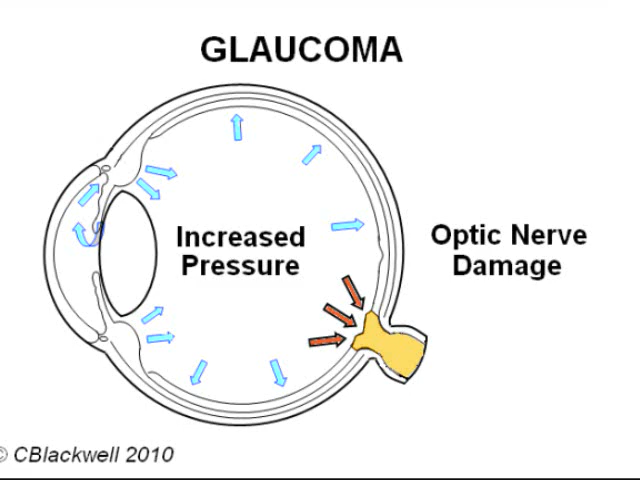 GLAUCOMA
Increased
Pressure
Optic Nerve
Damage
© CBlackwell 2010